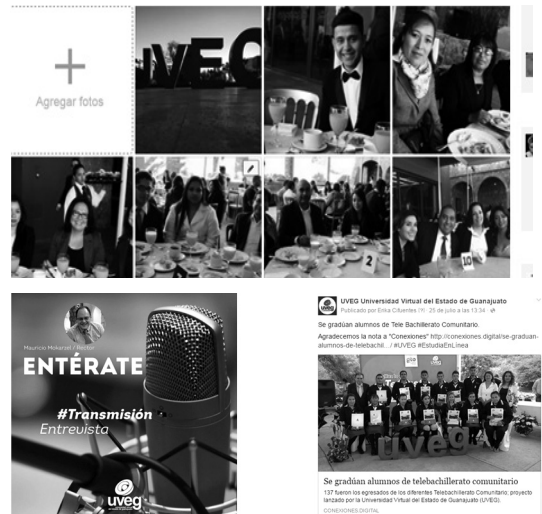 Agregar fotos
UVEG
2
10
Mauricio Mokarzel / Rector
ENTÉRATE
#Transmisión
Entrevista
uveg
uveg
UVEG Universidad Virtual del Estado de Guanajuato
Publicado por Erika Cifuentes · 25 de julio a las 13:34 ·
Se gradúan alumnos de Tele Bachillerato Comunitario.
Agradecemos la nota a "Conexiones" http://conexiones.digital/se-graduan-
alumnos-de-telebachil… / #UVEG #EstudiaEnLínea
uveg
Se gradúan alumnos de telebachillerato comunitario
137 fueron los egresados de los diferentes Telebachillerato Comunitario; proyecto
lanzado por la Universidad Virtual del Estado de Guanajuato (UVEG).
CONEXIONES.DIGITAL